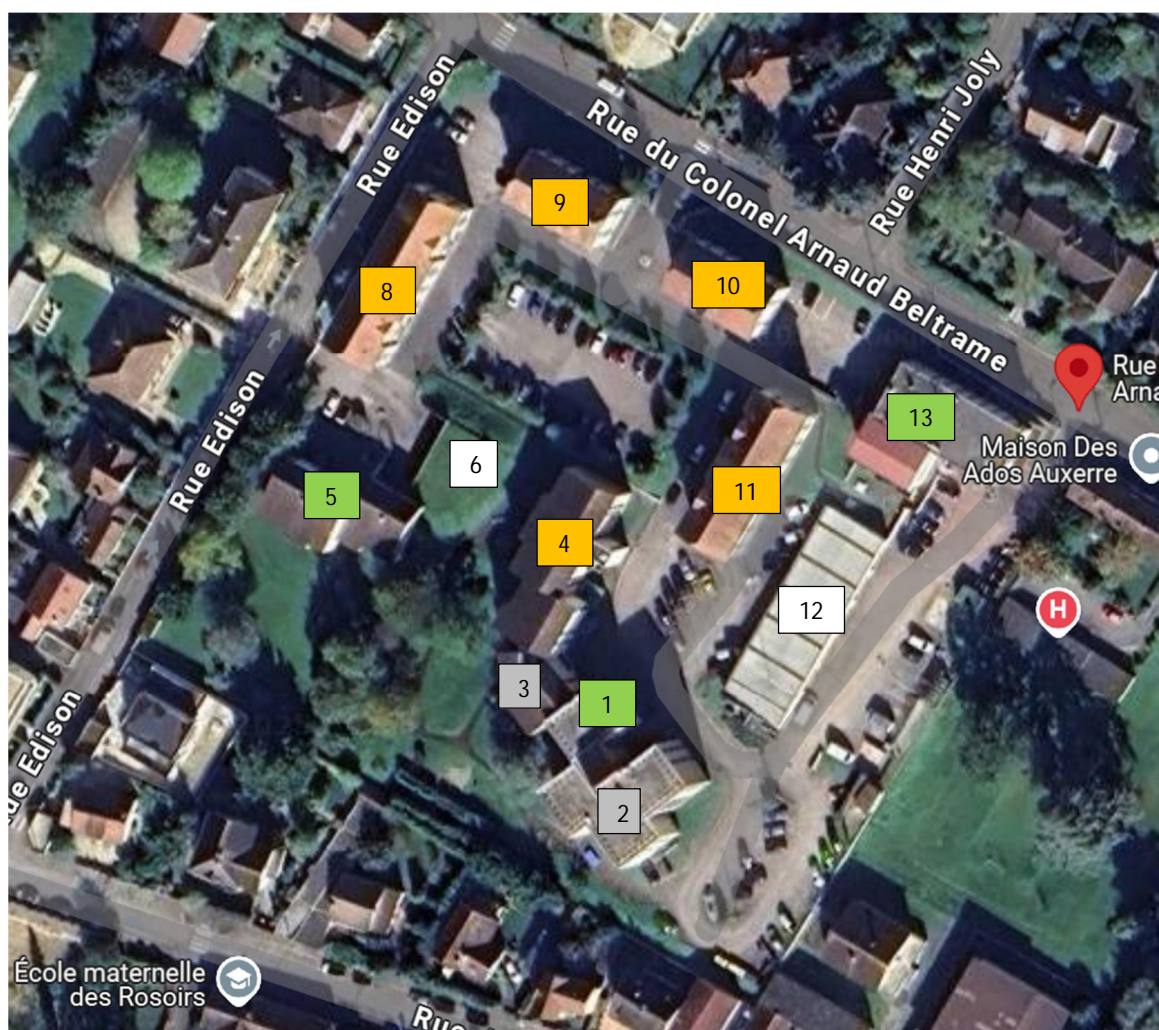 Rue Edison
Rue du Colonel Arnaud Beltrame
Rue Henri Joly
9
8
10
Rue
Arna
13
Maison Des
Ados Auxerre
Rue Edison
6
5
11
4
12
H
3
1
ue Edison
2
École maternelle
des Rosoirs
Rue